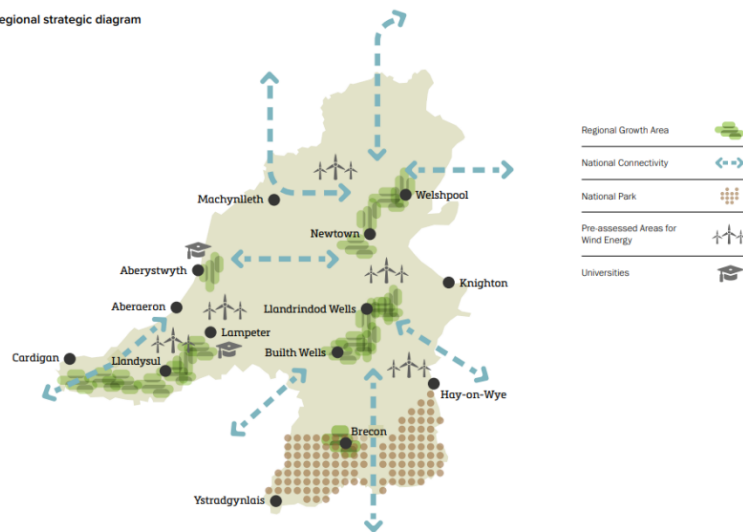 egional strategic diagram
Machynlleth
Welshpool
Newtown
Aberystwyth
Knighton
Aberaeron
Llandrindod Wells
Lampeter
Cardigan
Llandysul
Builth Wells
Hay-on-Wye
Brecon
Ystradgynlais
Regional Growth Area
National Connectivity
National Park
Pre-assessed Areas for
Wind Energy
Universities